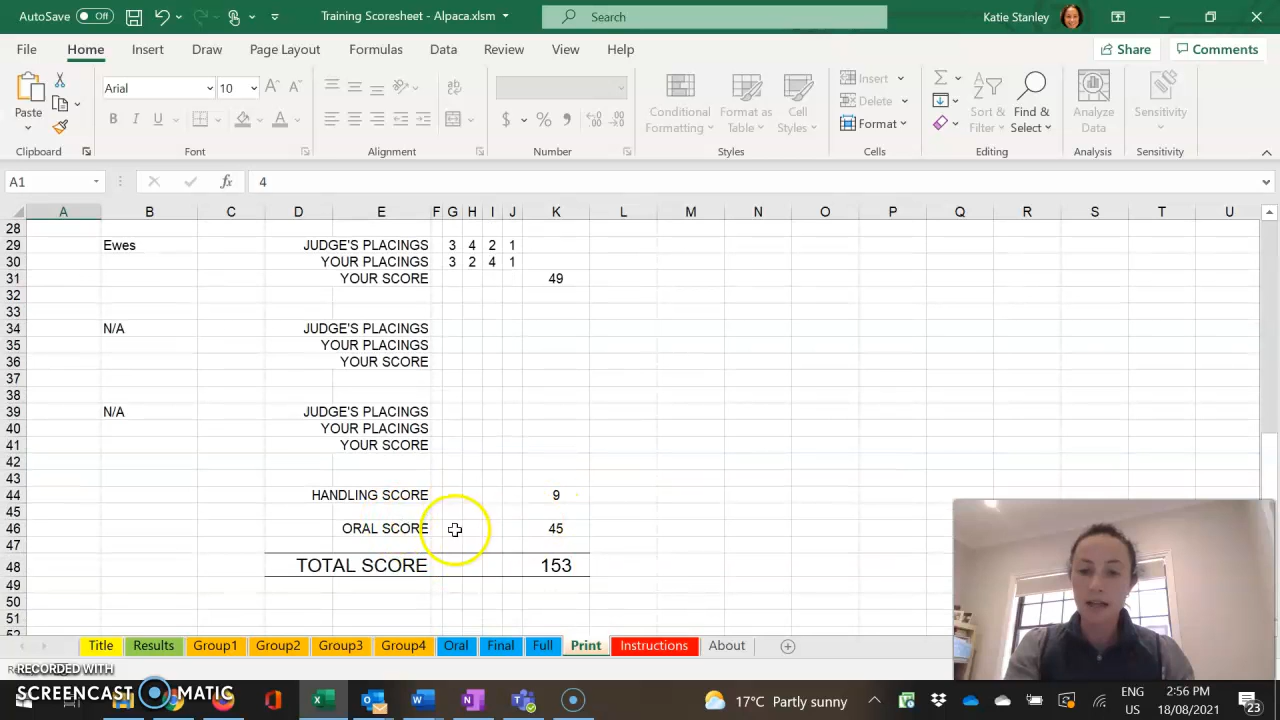 AutoSave Off Training Scoresheet - Alpaca.xlsm Search Katie Stanley
File Home Insert Draw Page Layout Formulas Data Review View Help Share Comments
Paste Arial 10 Conditional Formatting Format as Table Cell Styles Insert Delete Format Sort & Filter Find & Select Analyze Data Sensitivity
Clipboard Font Alignment Number Styles Cells Editing Analysis Sensitivity
A1 fx 4
A B C D E F G H I J K L M N O P Q R S T U
28
29 Ewes JUDGE'S PLACINGS 3 4 2 1
30 YOUR PLACINGS 3 2 4 1
31 YOUR SCORE 49
32
33
34 N/A JUDGE'S PLACINGS
35 YOUR PLACINGS
36 YOUR SCORE
37
38
39 N/A JUDGE'S PLACINGS
40 YOUR PLACINGS
41 YOUR SCORE
42
43
44 HANDLING SCORE 9
45
46 ORAL SCORE 45
47
48 TOTAL SCORE 153
49
50
51
Title Results Group1 Group2 Group3 Group4 Oral Final Full Print Instructions About
RECORDED WITH
SCREENCAST MATIC
17°C Partly sunny ENG US 2:56 PM 18/08/2021 23